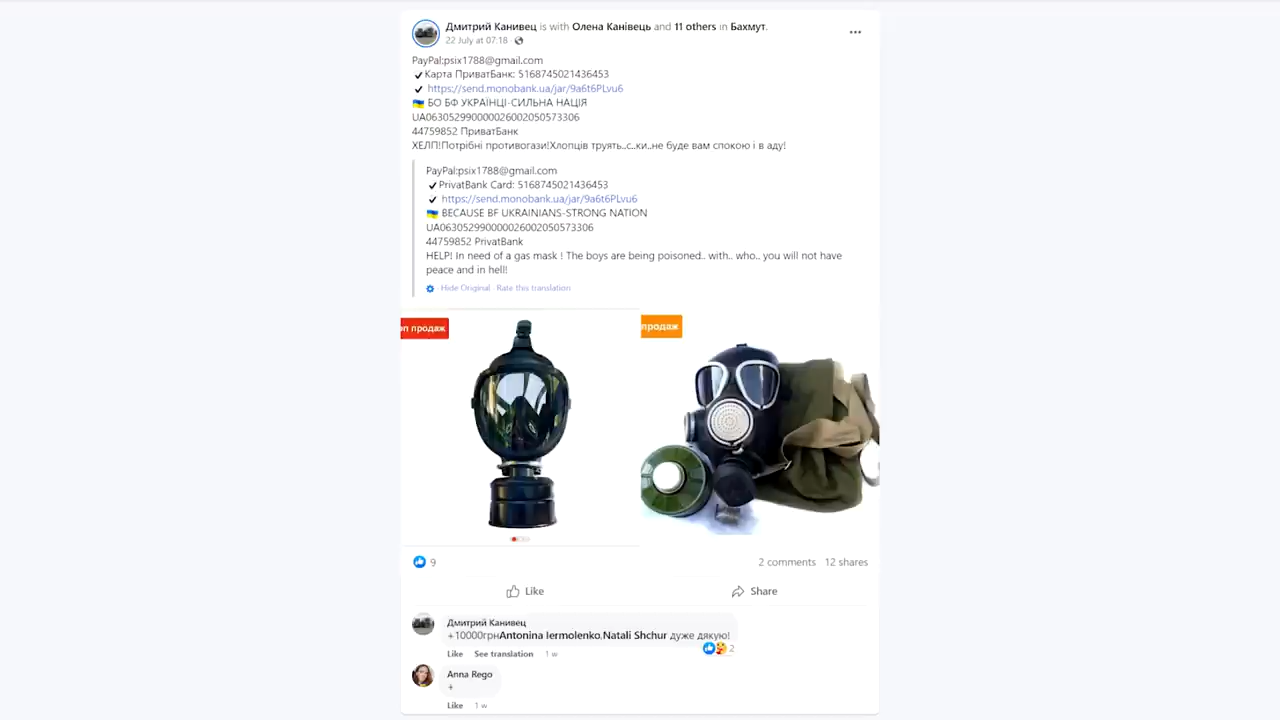 Дмитрий Канивец is with Олена Канівець and 11 others in Бахмут.
22 July at 07:18
PayPal:psix1788@gmail.com
✔Карта ПриватБанк: 5168745021436453
✔ https://send.monobank.ua/jar/9a6t6PLvu6
🇺🇦 БО БФ УКРАЇНЦІ-СИЛЬНА НАЦІЯ
UA063052990000026002050573306
44759852 ПриватБанк
ХЕЛП!Потрібні противогази!Хлопців труять..с..ки..не буде вам спокою і в аду!
PayPal:psix1788@gmail.com
✔PrivatBank Card: 5168745021436453
✔ https://send.monobank.ua/jar/9a6t6PLvu6
🇺🇦 BECAUSE BF UKRAINIANS-STRONG NATION
UA063052990000026002050573306
44759852 PrivatBank
HELP! In need of a gas mask ! The boys are being poisoned.. with.. who.. you will not have
peace and in hell!
Hide Original · Rate this translation
оп продаж
продаж
9
2 comments 12 shares
Like
Share
Дмитрий Канивец
+10000грнAntonina Iermolenko,Natali Shchur дуже дякую!
2
Like See translation 1 w
Anna Rego
+
Like 1 w